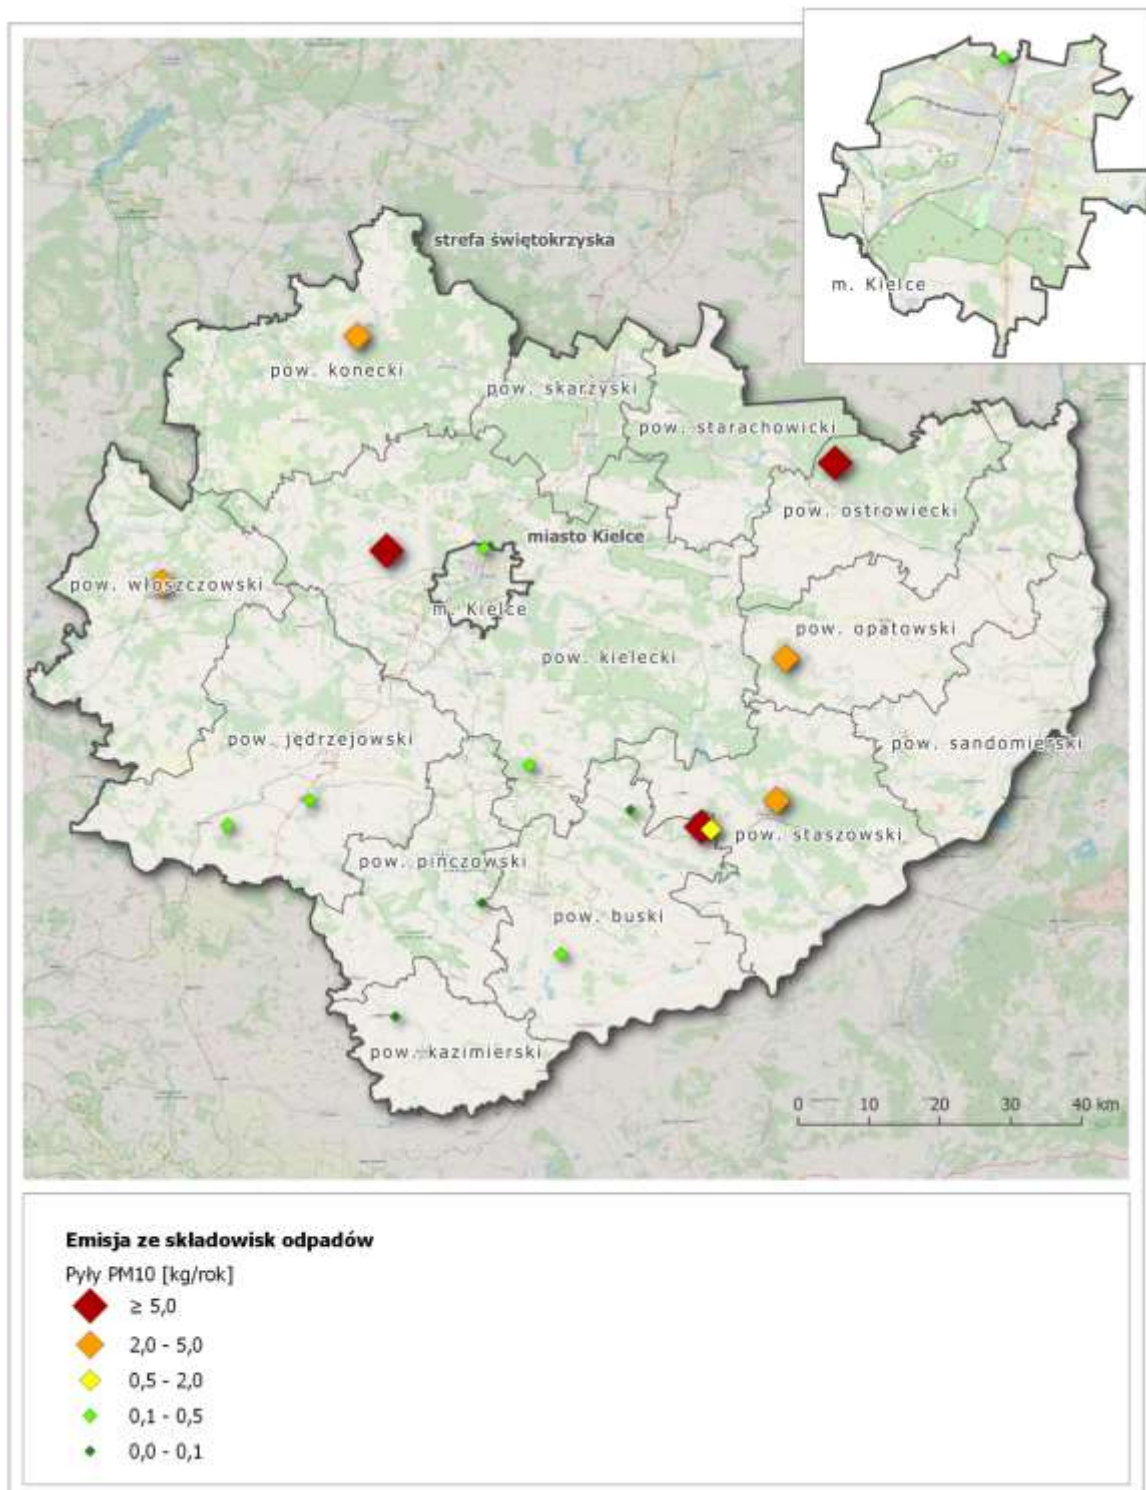 strefa świętokrzyska
m. Kielce
pow. konecki
pow. skarżyski
pow. starachowicki
pow. ostrowiecki
miasto Kielce
pow. włoszczowski
m. Kielce
pow. opatowski
pow. kielecki
pow. jędrzejowski
pow. sandomierski
pow. staszowski
pow. pińczowski
pow. buski
pow. kazimierski
0 10 20 30 40 km
Emisja ze składowisk odpadów
Pyły PM10 [kg/rok]
≥ 5,0
2,0 - 5,0
0,5 - 2,0
0,1 - 0,5
0,0 - 0,1